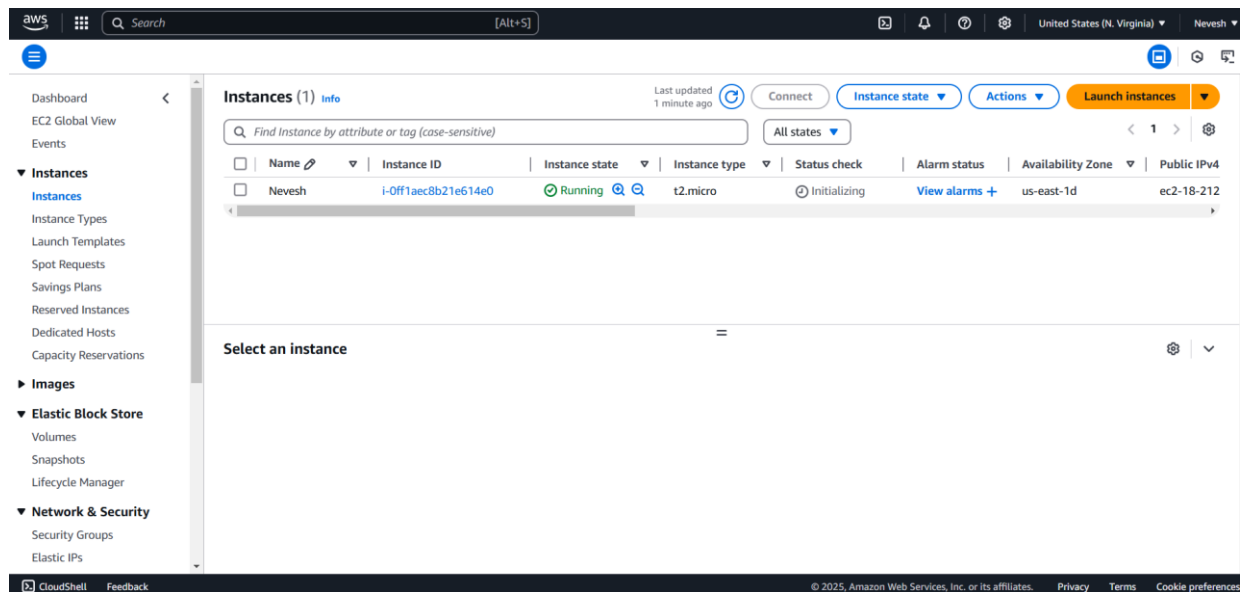 aws Search [Alt+S] United States (N. Virginia) Nevesh
Dashboard
EC2 Global View
Events
Instances
Instances
Instance Types
Launch Templates
Spot Requests
Savings Plans
Reserved Instances
Dedicated Hosts
Capacity Reservations
Images
Elastic Block Store
Volumes
Snapshots
Lifecycle Manager
Network & Security
Security Groups
Elastic IPs
Instances (1) Info Last updated
1 minute ago Connect Instance state Actions Launch instances
Find Instance by attribute or tag (case-sensitive) All states 1
Name Instance ID Instance state Instance type Status check Alarm status Availability Zone Public IPv4
Nevesh i-0ff1aec8b21e614e0 Running t2.micro Initializing View alarms + us-east-1d ec2-18-212
Select an instance
CloudShell Feedback © 2025, Amazon Web Services, Inc. or its affiliates. Privacy Terms Cookie preferences